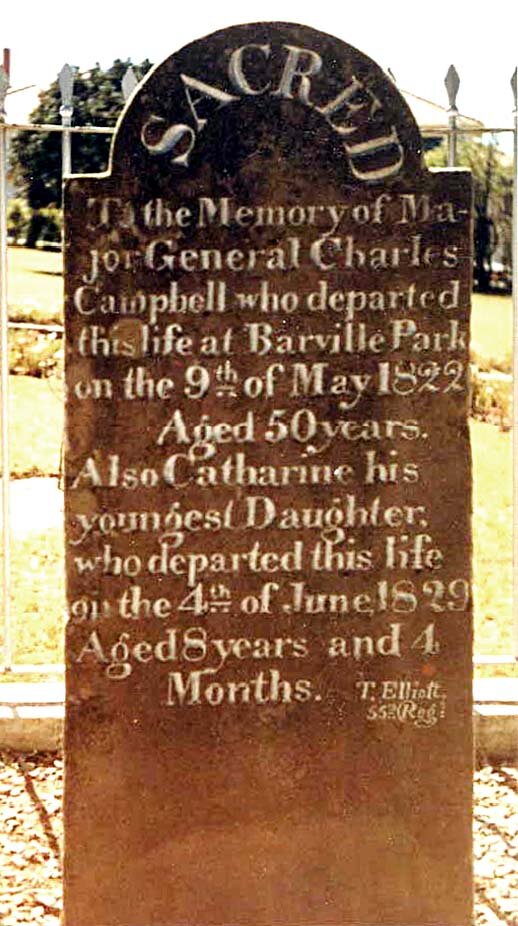 SACRED
To the Memory of Ma-
jor General Charles
Campbell who departed
this life at Barville Park
on the 9th of May 1822
Aged 50 years.
Also Catharine his
youngest Daughter,
who departed this life
on the 4th of June, 1829
Aged 8 years and 4
Months.
T. Elliott,
55th Reg.t